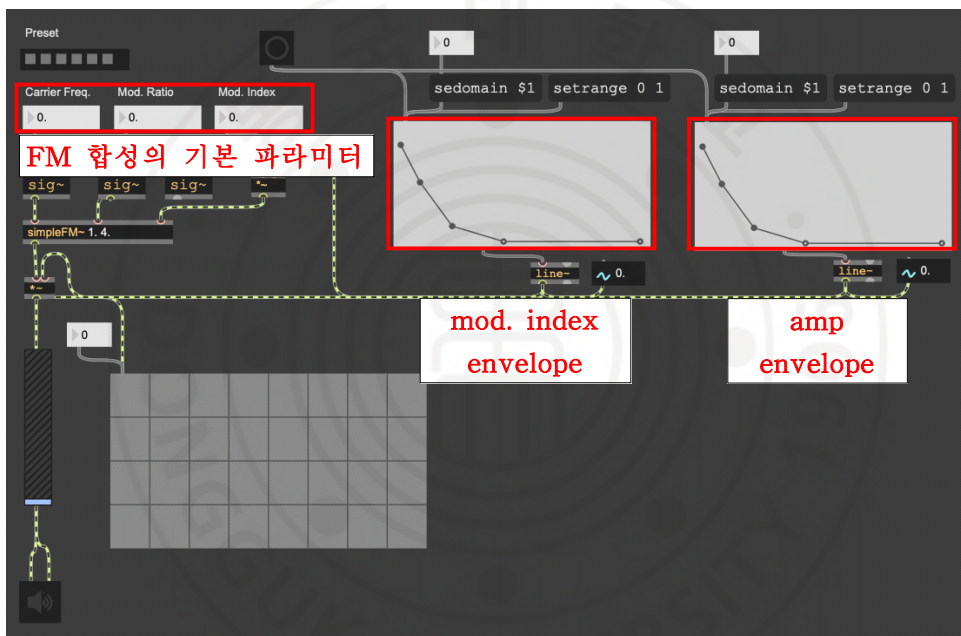 Preset
0
0
sedomain $1
setrange 0 1
sedomain $1
setrange 0 1
Carrier Freq.
Mod. Ratio
Mod. Index
0.
0.
0.
FM 합성의 기본 파라미터
sig~
sig~
sig~
*~
simpleFM~ 1. 4.
*~
line~
0.
line~
0.
mod. index
envelope
amp
envelope
0